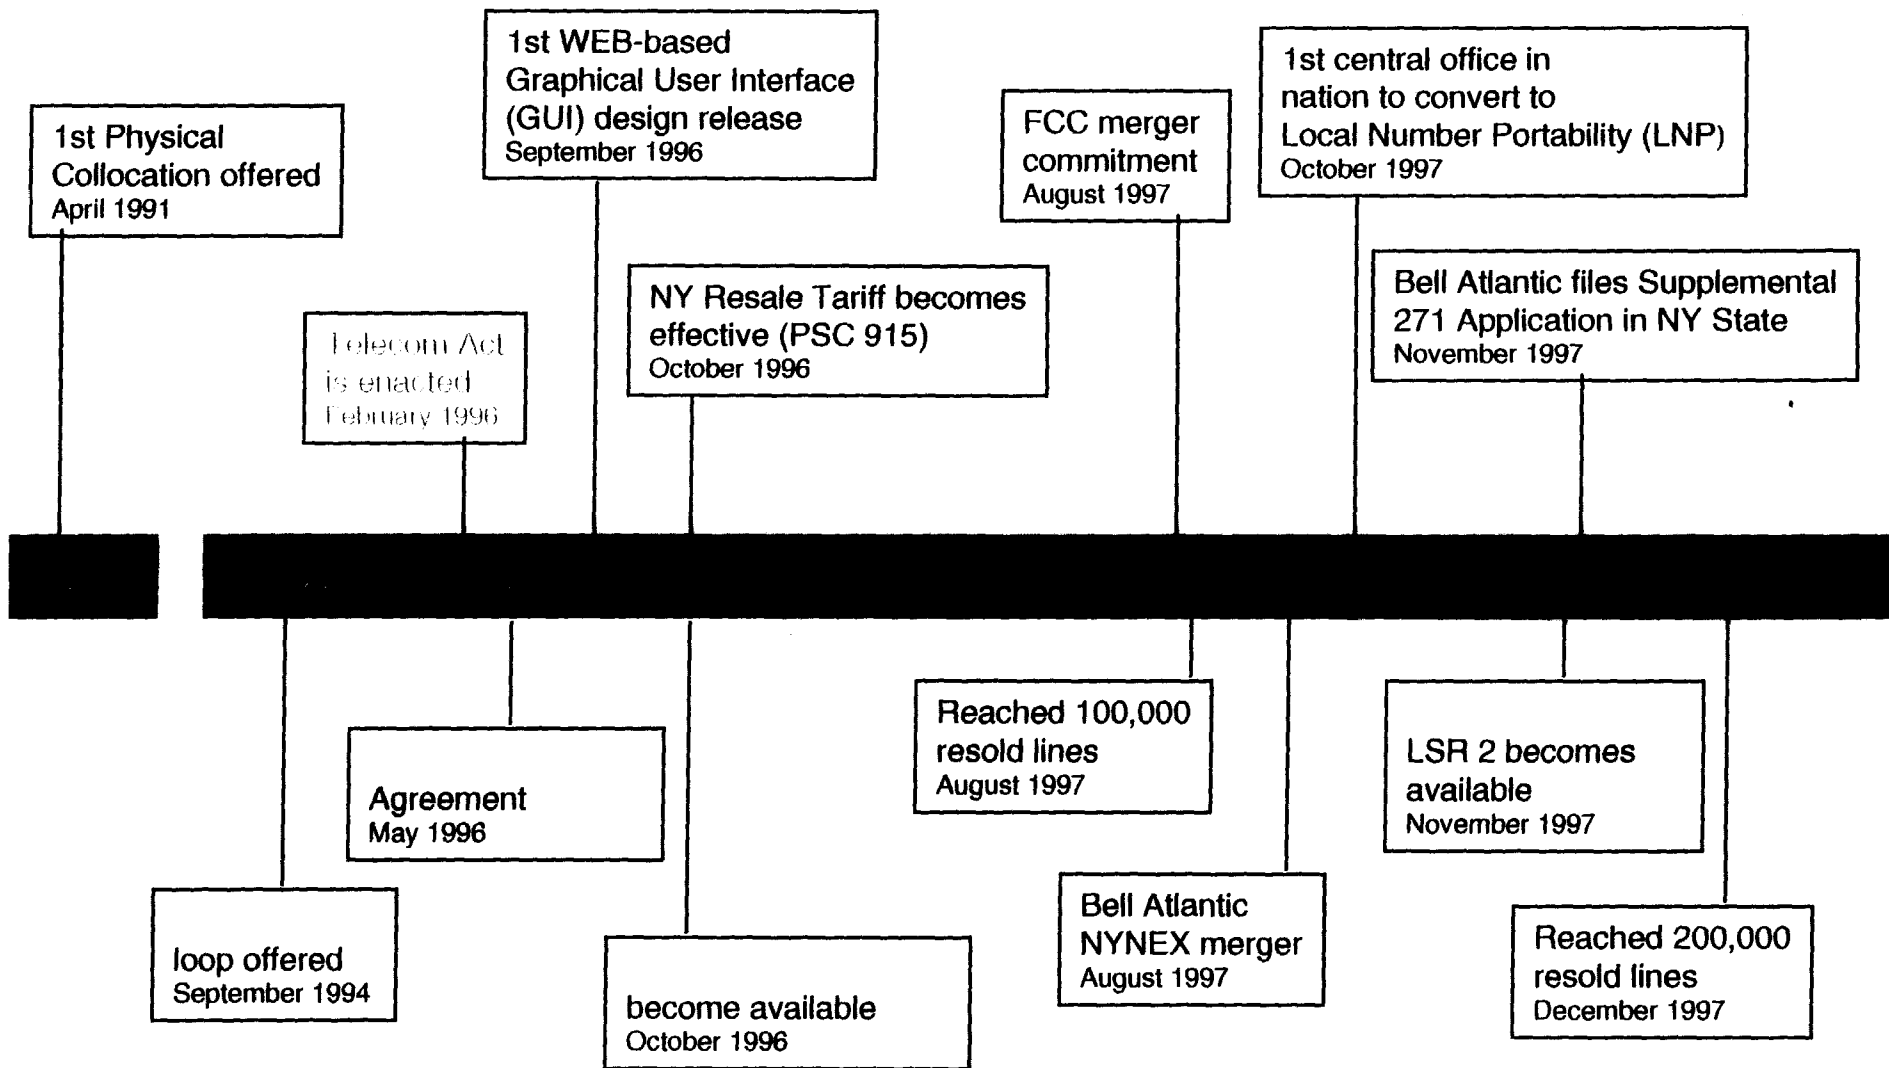 1st WEB-based
Graphical User Interface
(GUI) design release
September 1996
1st central office in
nation to convert to
Local Number Portability (LNP)
October 1997
FCC merger
commitment
August 1997
1st Physical
Collocation offered
April 1991
Bell Atlantic files Supplemental
271 Application in NY State
November 1997
NY Resale Tariff becomes
effective (PSC 915)
October 1996
Telecom Act
is enacted
February 1996
Reached 100,000
resold lines
August 1997
LSR 2 becomes
available
November 1997
Agreement
May 1996
Bell Atlantic
NYNEX merger
August 1997
Reached 200,000
resold lines
December 1997
loop offered
September 1994
become available
October 1996